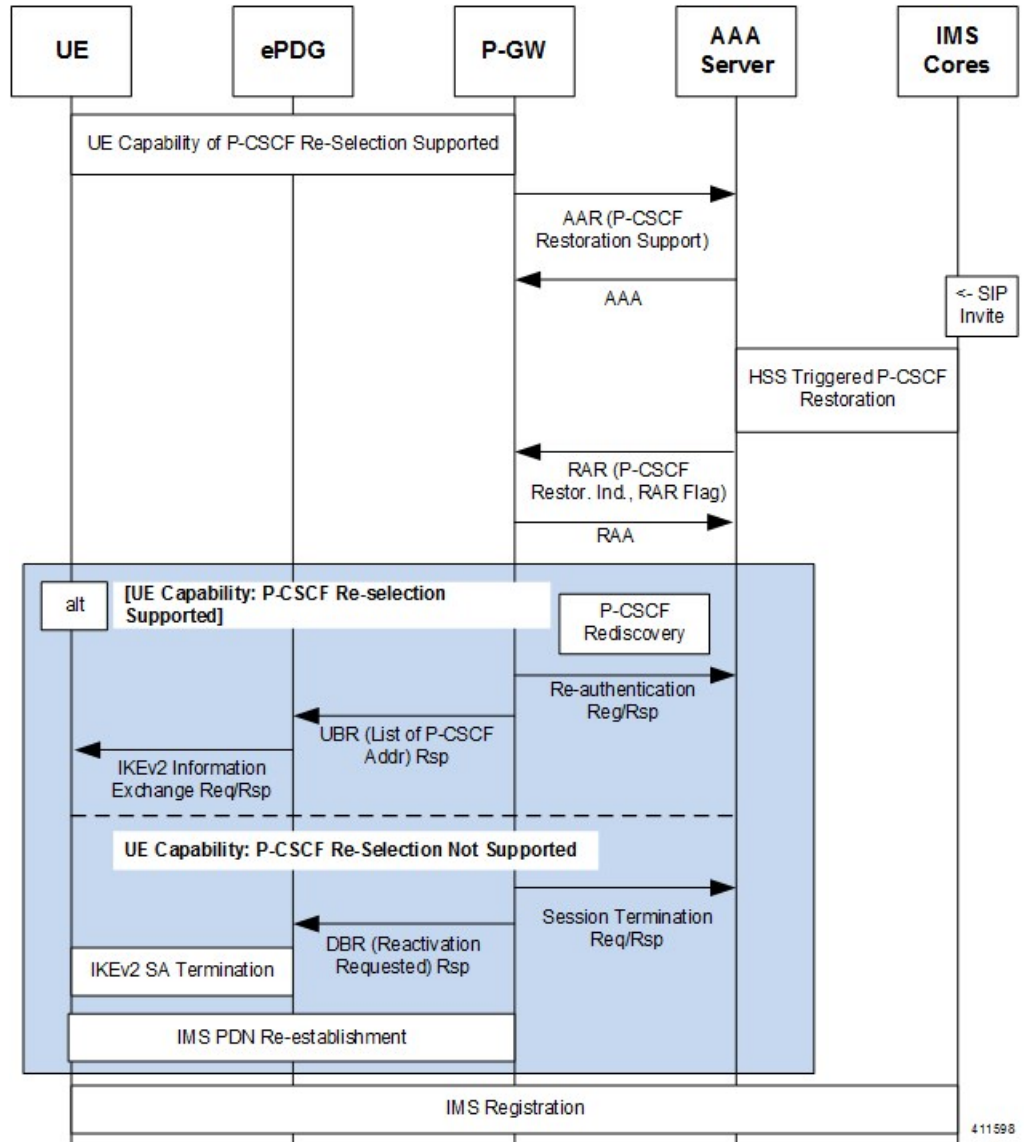 UE
ePDG
P-GW
AAA
Server
IMS
Cores
UE Capability of P-CSCF Re-Selection Supported
AAR (P-CSCF
Restoration Support)
AAA
<- SIP
Invite
HSS Triggered P-CSCF
Restoration
RAR (P-CSCF
Restor. Ind., RAR Flag)
RAA
alt
[UE Capability: P-CSCF Re-selection
Supported]
P-CSCF
Rediscovery
Re-authentication
Reg/Rsp
UBR (List of P-CSCF
Addr) Rsp
IKEv2 Information
Exchange Req/Rsp
UE Capability: P-CSCF Re-Selection Not Supported
Session Termination
Req/Rsp
DBR (Reactivation
Requested) Rsp
IKEv2 SA Termination
IMS PDN Re-establishment
IMS Registration
411598